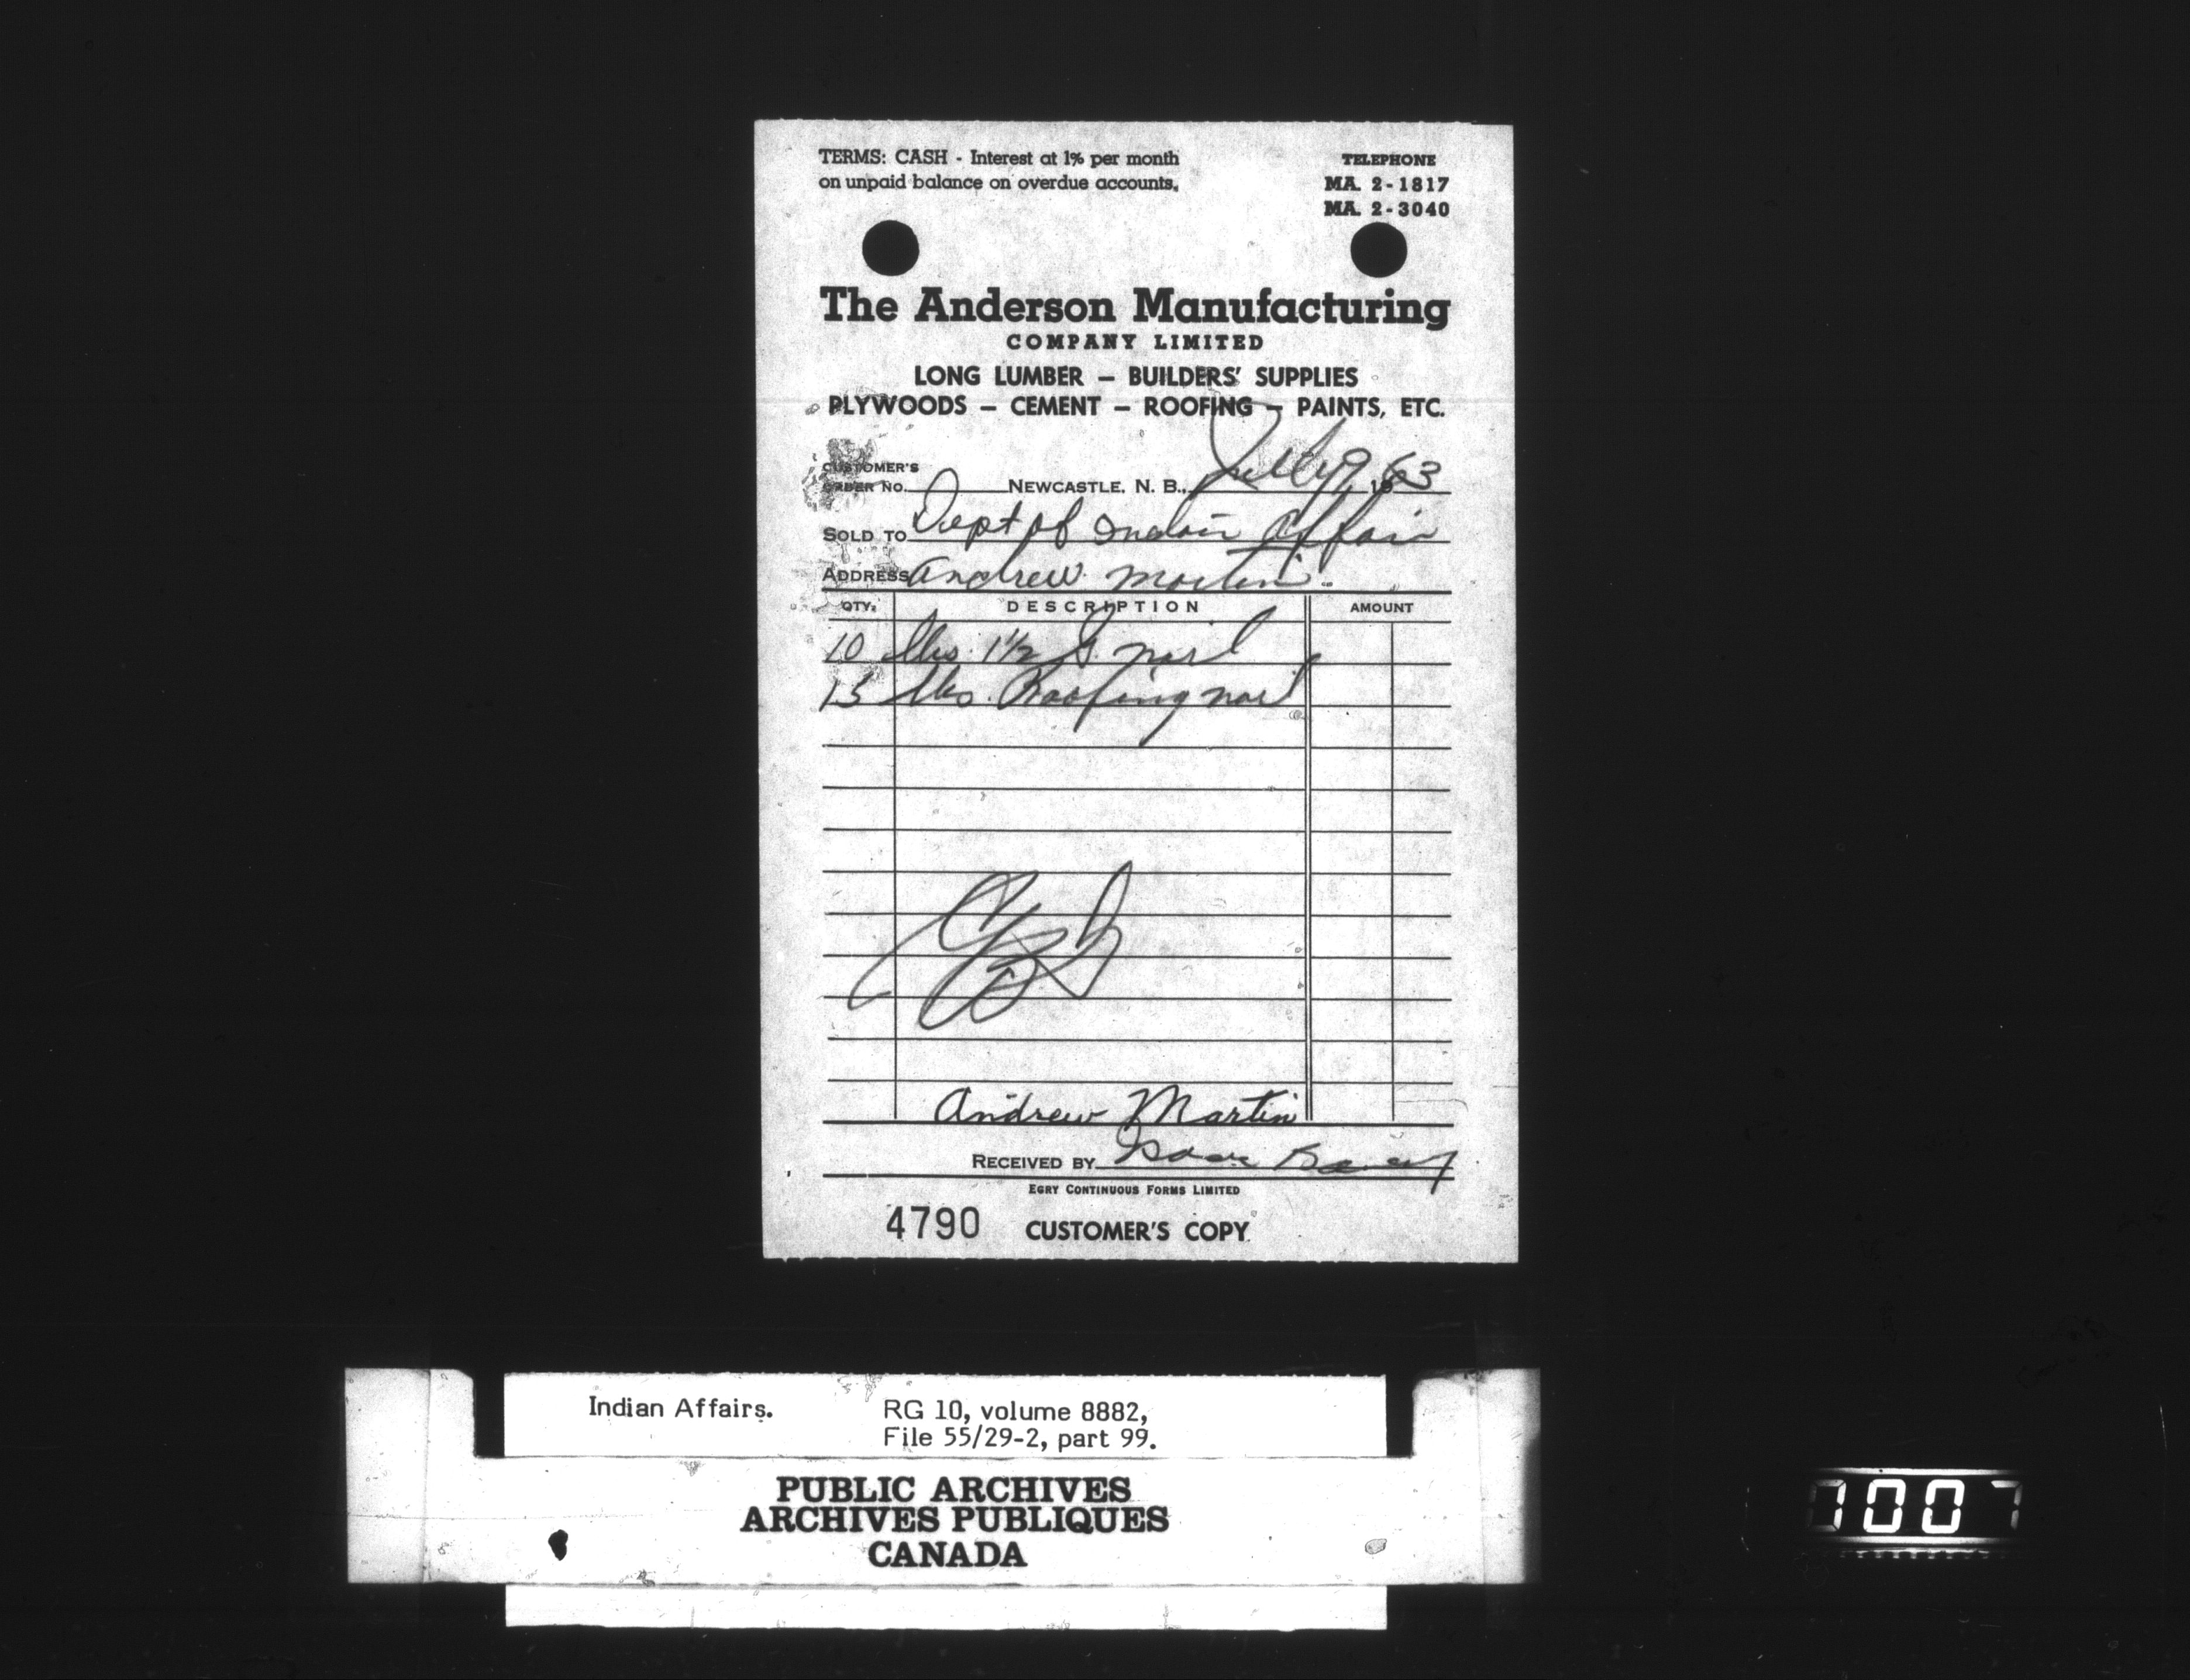 TERMS: CASH - Interest at 1% per month
on unpaid balance on overdue accounts.
TELEPHONE
MA. 2-1817
MA. 2-3040
The Anderson Manufacturing
COMPANY LIMITED
LONG LUMBER – BUILDERS' SUPPLIES
PLYWOODS – CEMENT – ROOFING – PAINTS, ETC.
CUSTOMER'S
ORDER NO. NEWCASTLE, N. B., July 9 1963
SOLD TO Dept of Indian Affair
ADDRESS Andrew Martin
QTY. DESCRIPTION AMOUNT
10 lbs. 1½ S. nail
15 lbs. Roofing nail
Andrew Martin
RECEIVED BY Isaac
EGRY CONTINUOUS FORMS LIMITED
4790 CUSTOMER'S COPY
Indian Affairs. RG 10, volume 8882,
File 55/29-2, part 99.
PUBLIC ARCHIVES
ARCHIVES PUBLIQUES
CANADA
1007